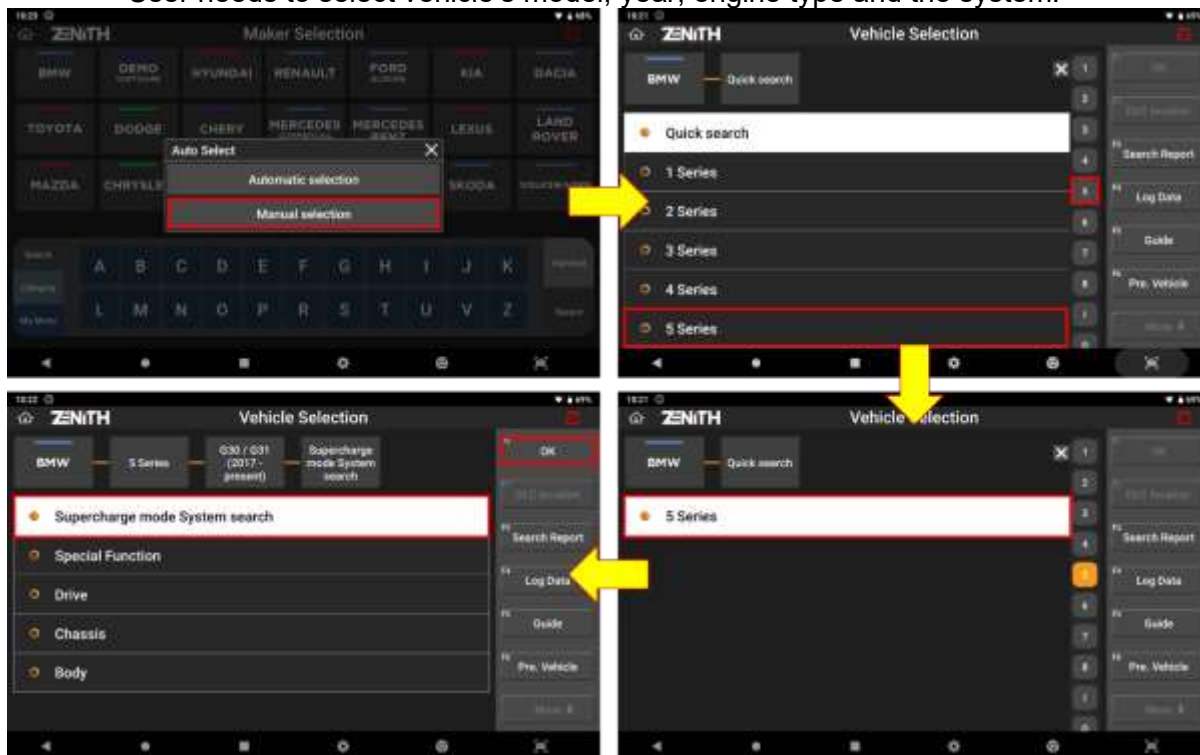 User needs to select vehicle's model, year, engine type and the system.
ZENITH
Maker Selection
BMW
DEMO
HYUNDAI
RENAULT
FORD
KIA
DACIA
TOYOTA
DODGE
CHERY
MERCEDES
MERCEDES
LEXUS
LAND ROVER
MAZDA
CHRYSLE
SKODA
Auto Select
Automatic selection
Manual selection
A B C D E F G H I J K
L M N O P R S T U V Z
ZENITH
Vehicle Selection
BMW
Quick search
Quick search
1 Series
2 Series
3 Series
4 Series
5 Series
Search Report
Log Data
Guide
Pre. Vehicle
ZENITH
Vehicle Selection
BMW
5 Series
G30 / G31
(2017 -
present)
Supercharge
mode System
search
Supercharge mode System search
Special Function
Drive
Chassis
Body
OK
Search Report
Log Data
Guide
Pre. Vehicle
ZENITH
Vehicle Selection
BMW
Quick search
5 Series
Search Report
Log Data
Guide
Pre. Vehicle